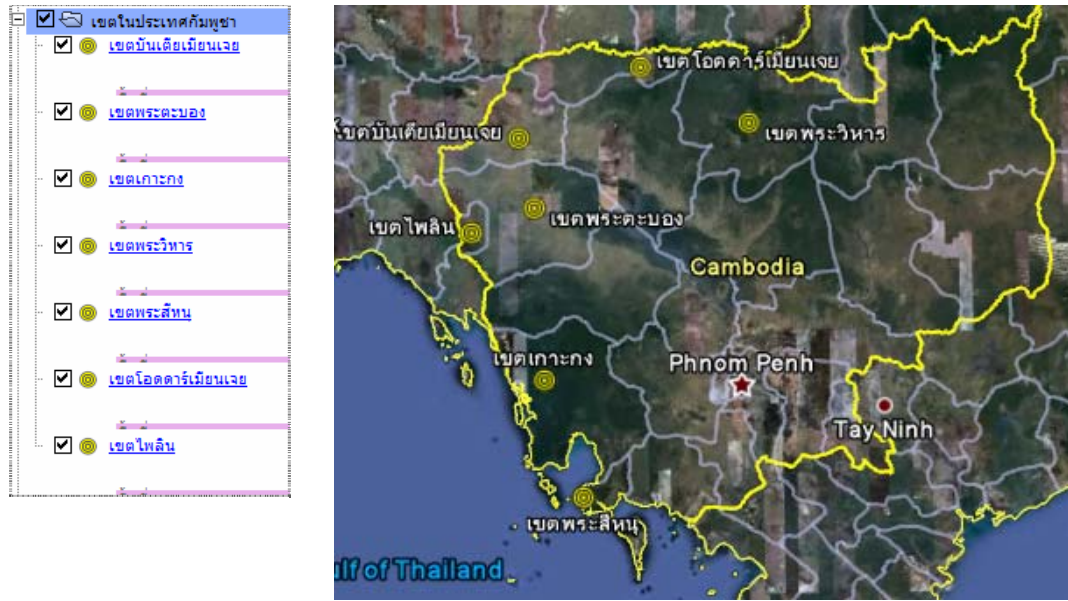 เขตในประเทศกัมพูชา
เขตบันเตียเมียนเจย
เขตพระตะบอง
เขตเกาะกง
เขตพระวิหาร
เขตพระสีหนุ
เขตโอดดาร์เมียนเจย
เขตไพลิน
เขตโอดดาร์เมียนเจย
เขตพระวิหาร
เขตบันเตียเมียนเจย
เขตพระตะบอง
เขตไพลิน
Cambodia
เขตเกาะกง
Phnom Penh
Tay Ninh
เขตพระสีหนุ
lf of Thailand